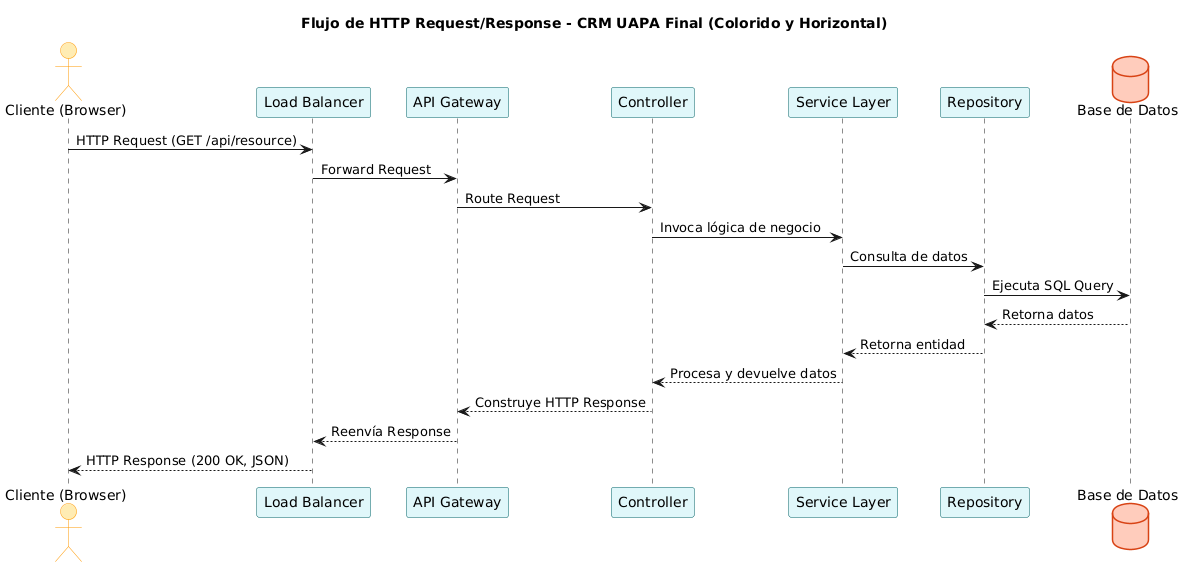 Flujo de HTTP Request/Response - CRM UAPA Final (Colorido y Horizontal)
Cliente (Browser)
Load Balancer
API Gateway
Controller
Service Layer
Repository
Base de Datos
HTTP Request (GET /api/resource)
Forward Request
Route Request
Invoca lógica de negocio
Consulta de datos
Ejecuta SQL Query
Retorna datos
Retorna entidad
Procesa y devuelve datos
Construye HTTP Response
Reenvía Response
HTTP Response (200 OK, JSON)
Cliente (Browser)
Load Balancer
API Gateway
Controller
Service Layer
Repository
Base de Datos